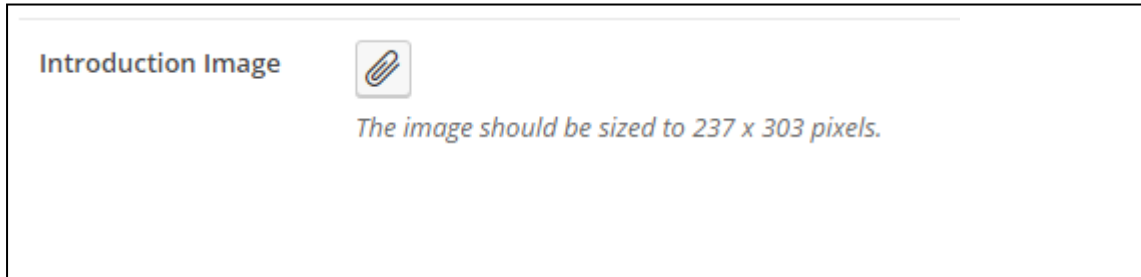 Introduction Image
The image should be sized to 237 x 303 pixels.